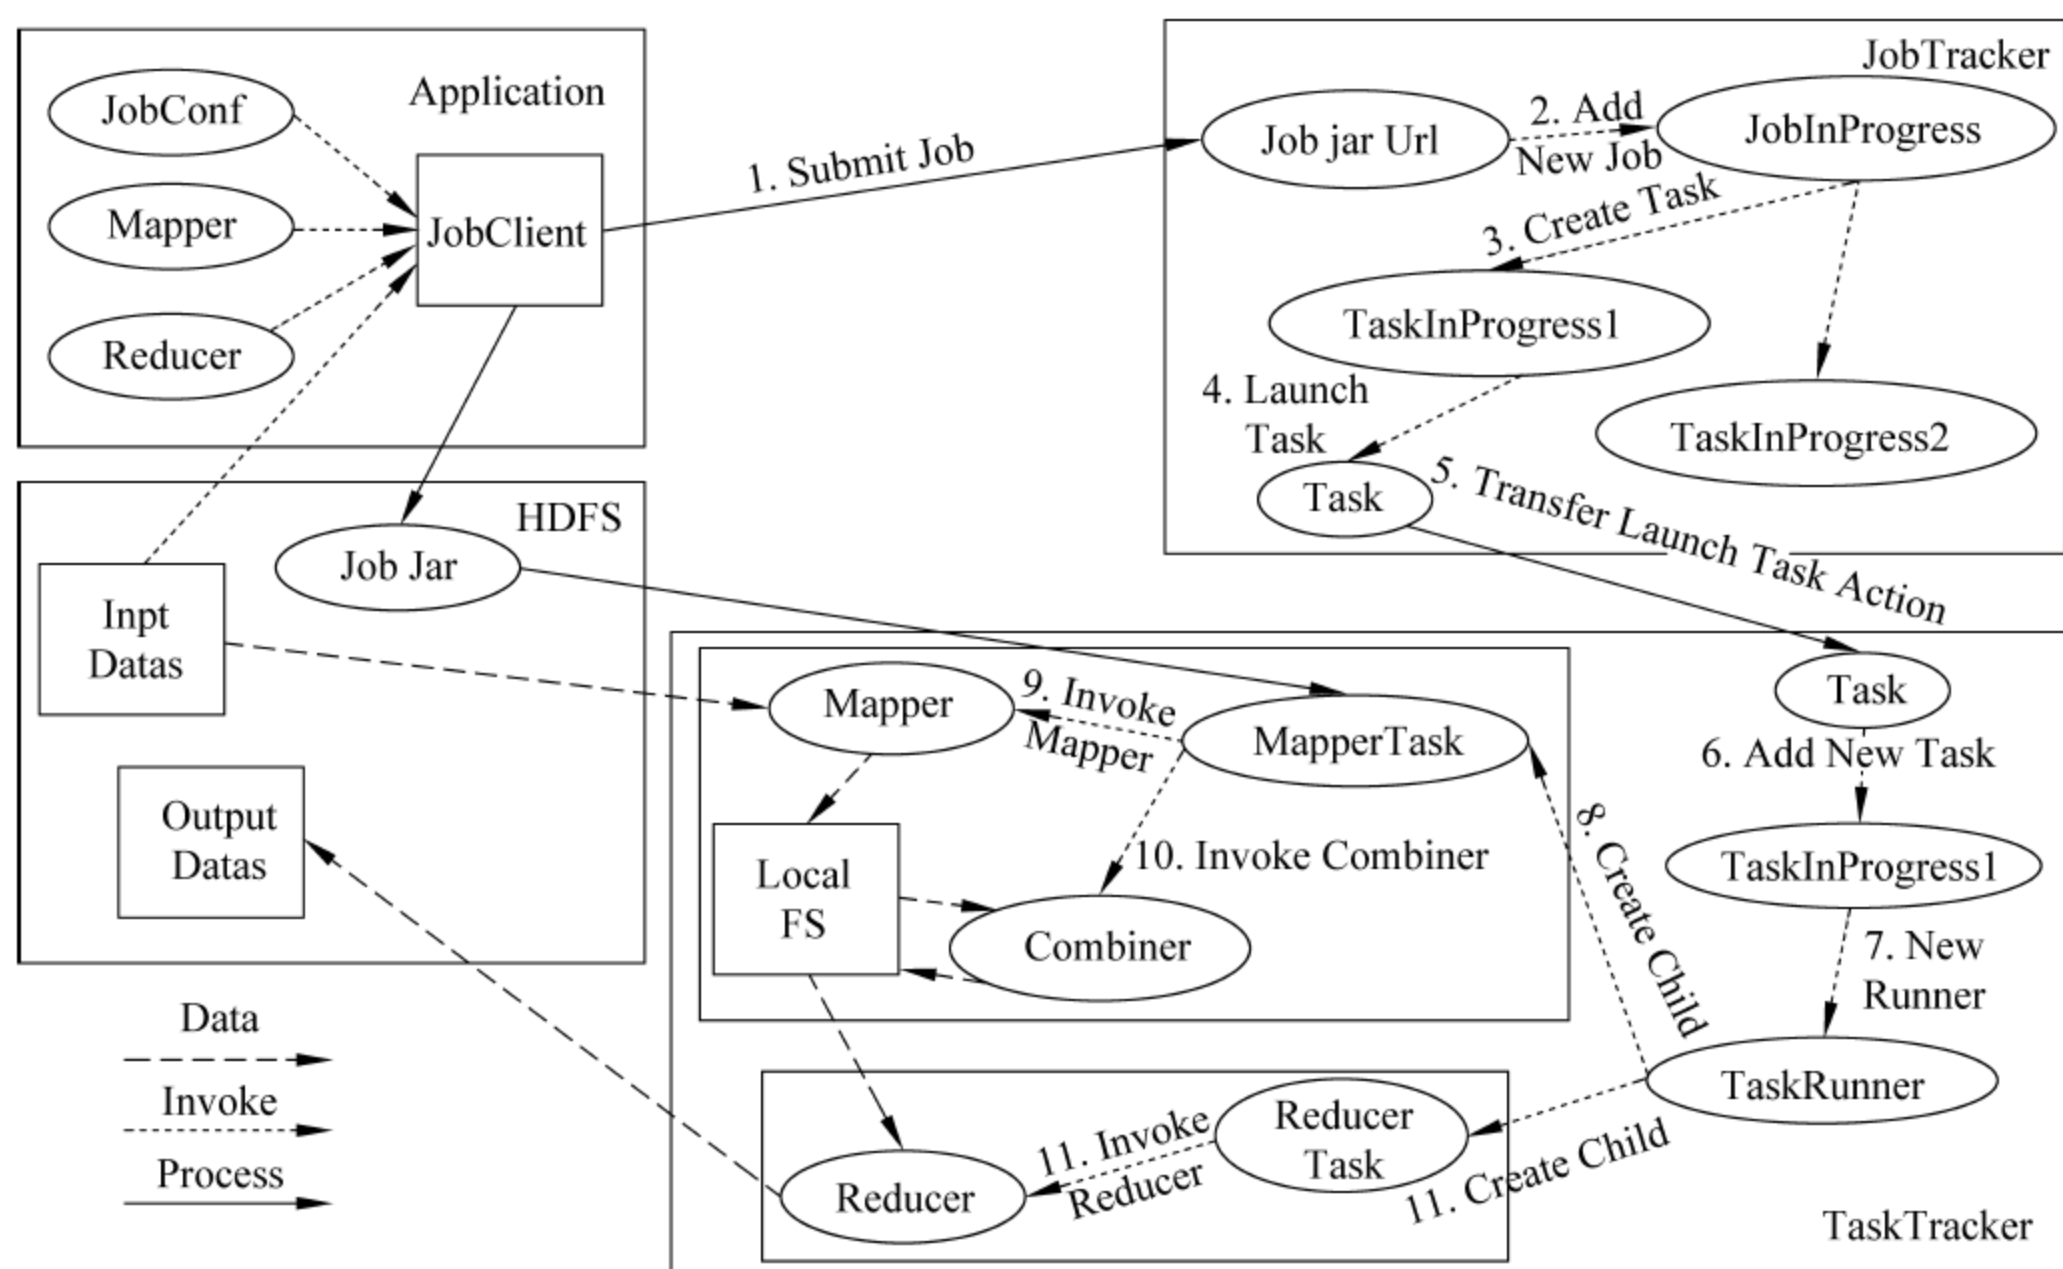 Application
JobConf
Mapper
Reducer
JobClient
1. Submit Job
JobTracker
Job jar Url
2. Add
New Job
JobInProgress
3. Create Task
TaskInProgress1
TaskInProgress2
4. Launch
Task
Task
5. Transfer Launch Task Action
HDFS
Job Jar
Inpt
Datas
Output
Datas
Mapper
9. Invoke
Mapper
MapperTask
Local
FS
10. Invoke Combiner
Combiner
Task
6. Add New Task
TaskInProgress1
7. New
Runner
8. Create Child
TaskRunner
Reducer
Task
11. Invoke
Reducer
Reducer
11. Create Child
TaskTracker
Data
Invoke
Process